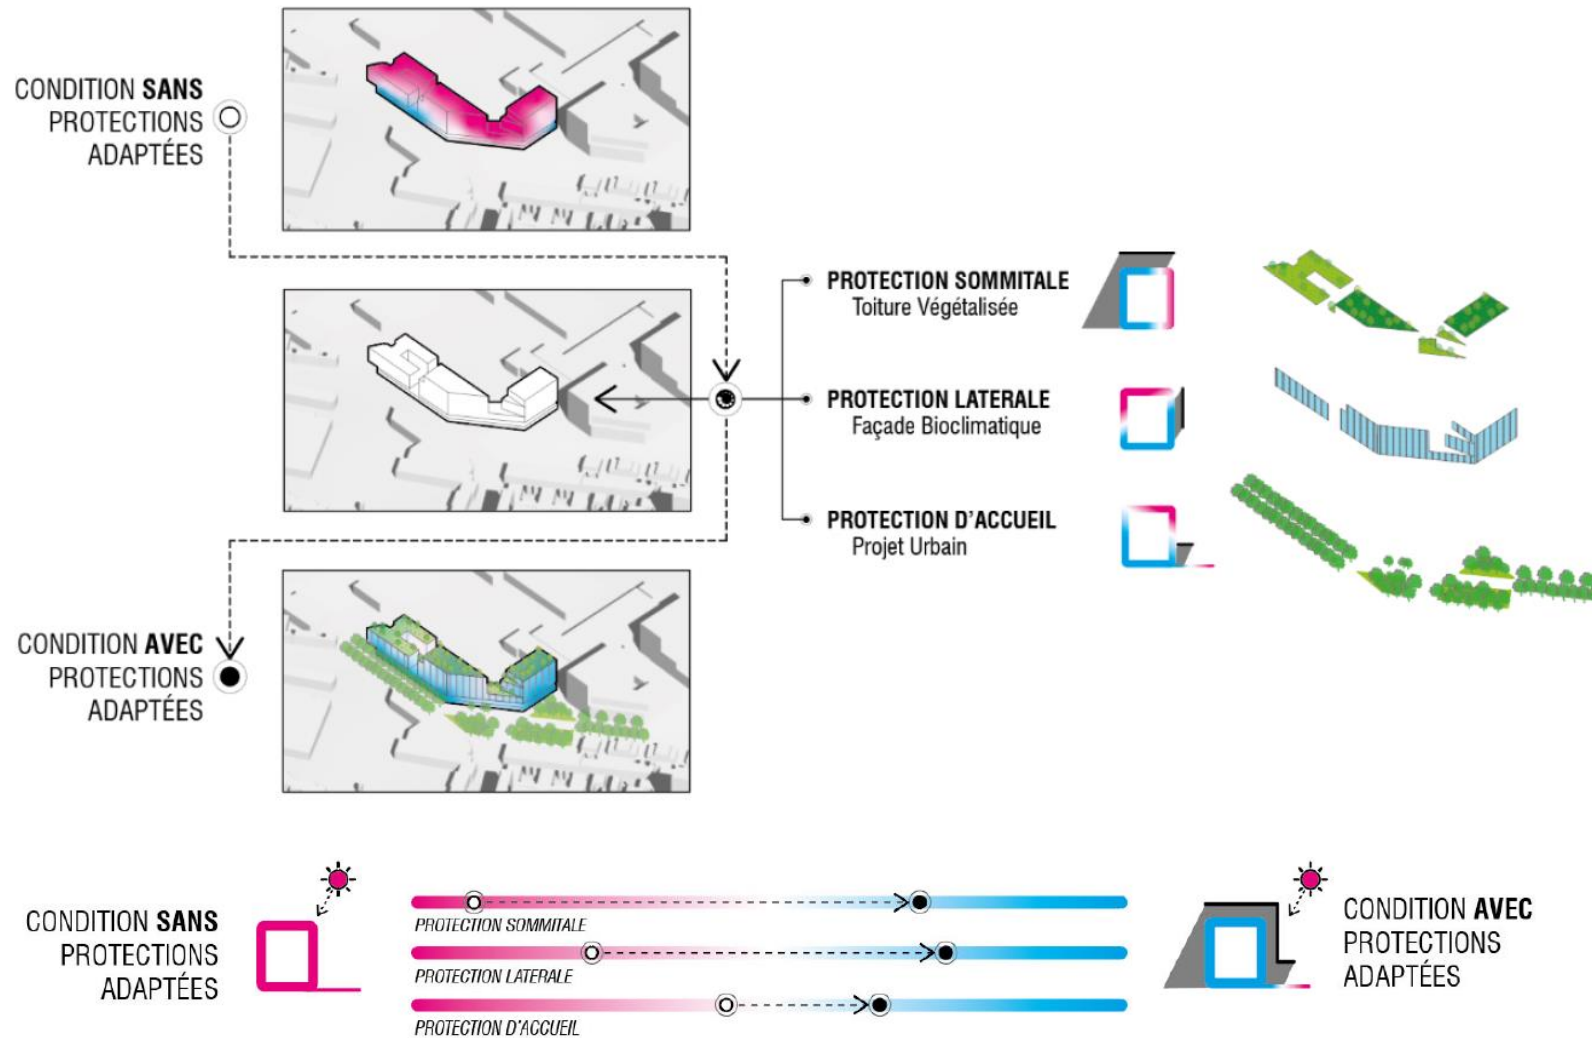 CONDITION SANS
PROTECTIONS
ADAPTÉES
PROTECTION SOMMITALE
Toiture Végétalisée
PROTECTION LATERALE
Façade Bioclimatique
PROTECTION D'ACCUEIL
Projet Urbain
CONDITION AVEC
PROTECTIONS
ADAPTÉES
CONDITION SANS
PROTECTIONS
ADAPTÉES
PROTECTION SOMMITALE
PROTECTION LATERALE
PROTECTION D'ACCUEIL
CONDITION AVEC
PROTECTIONS
ADAPTÉES